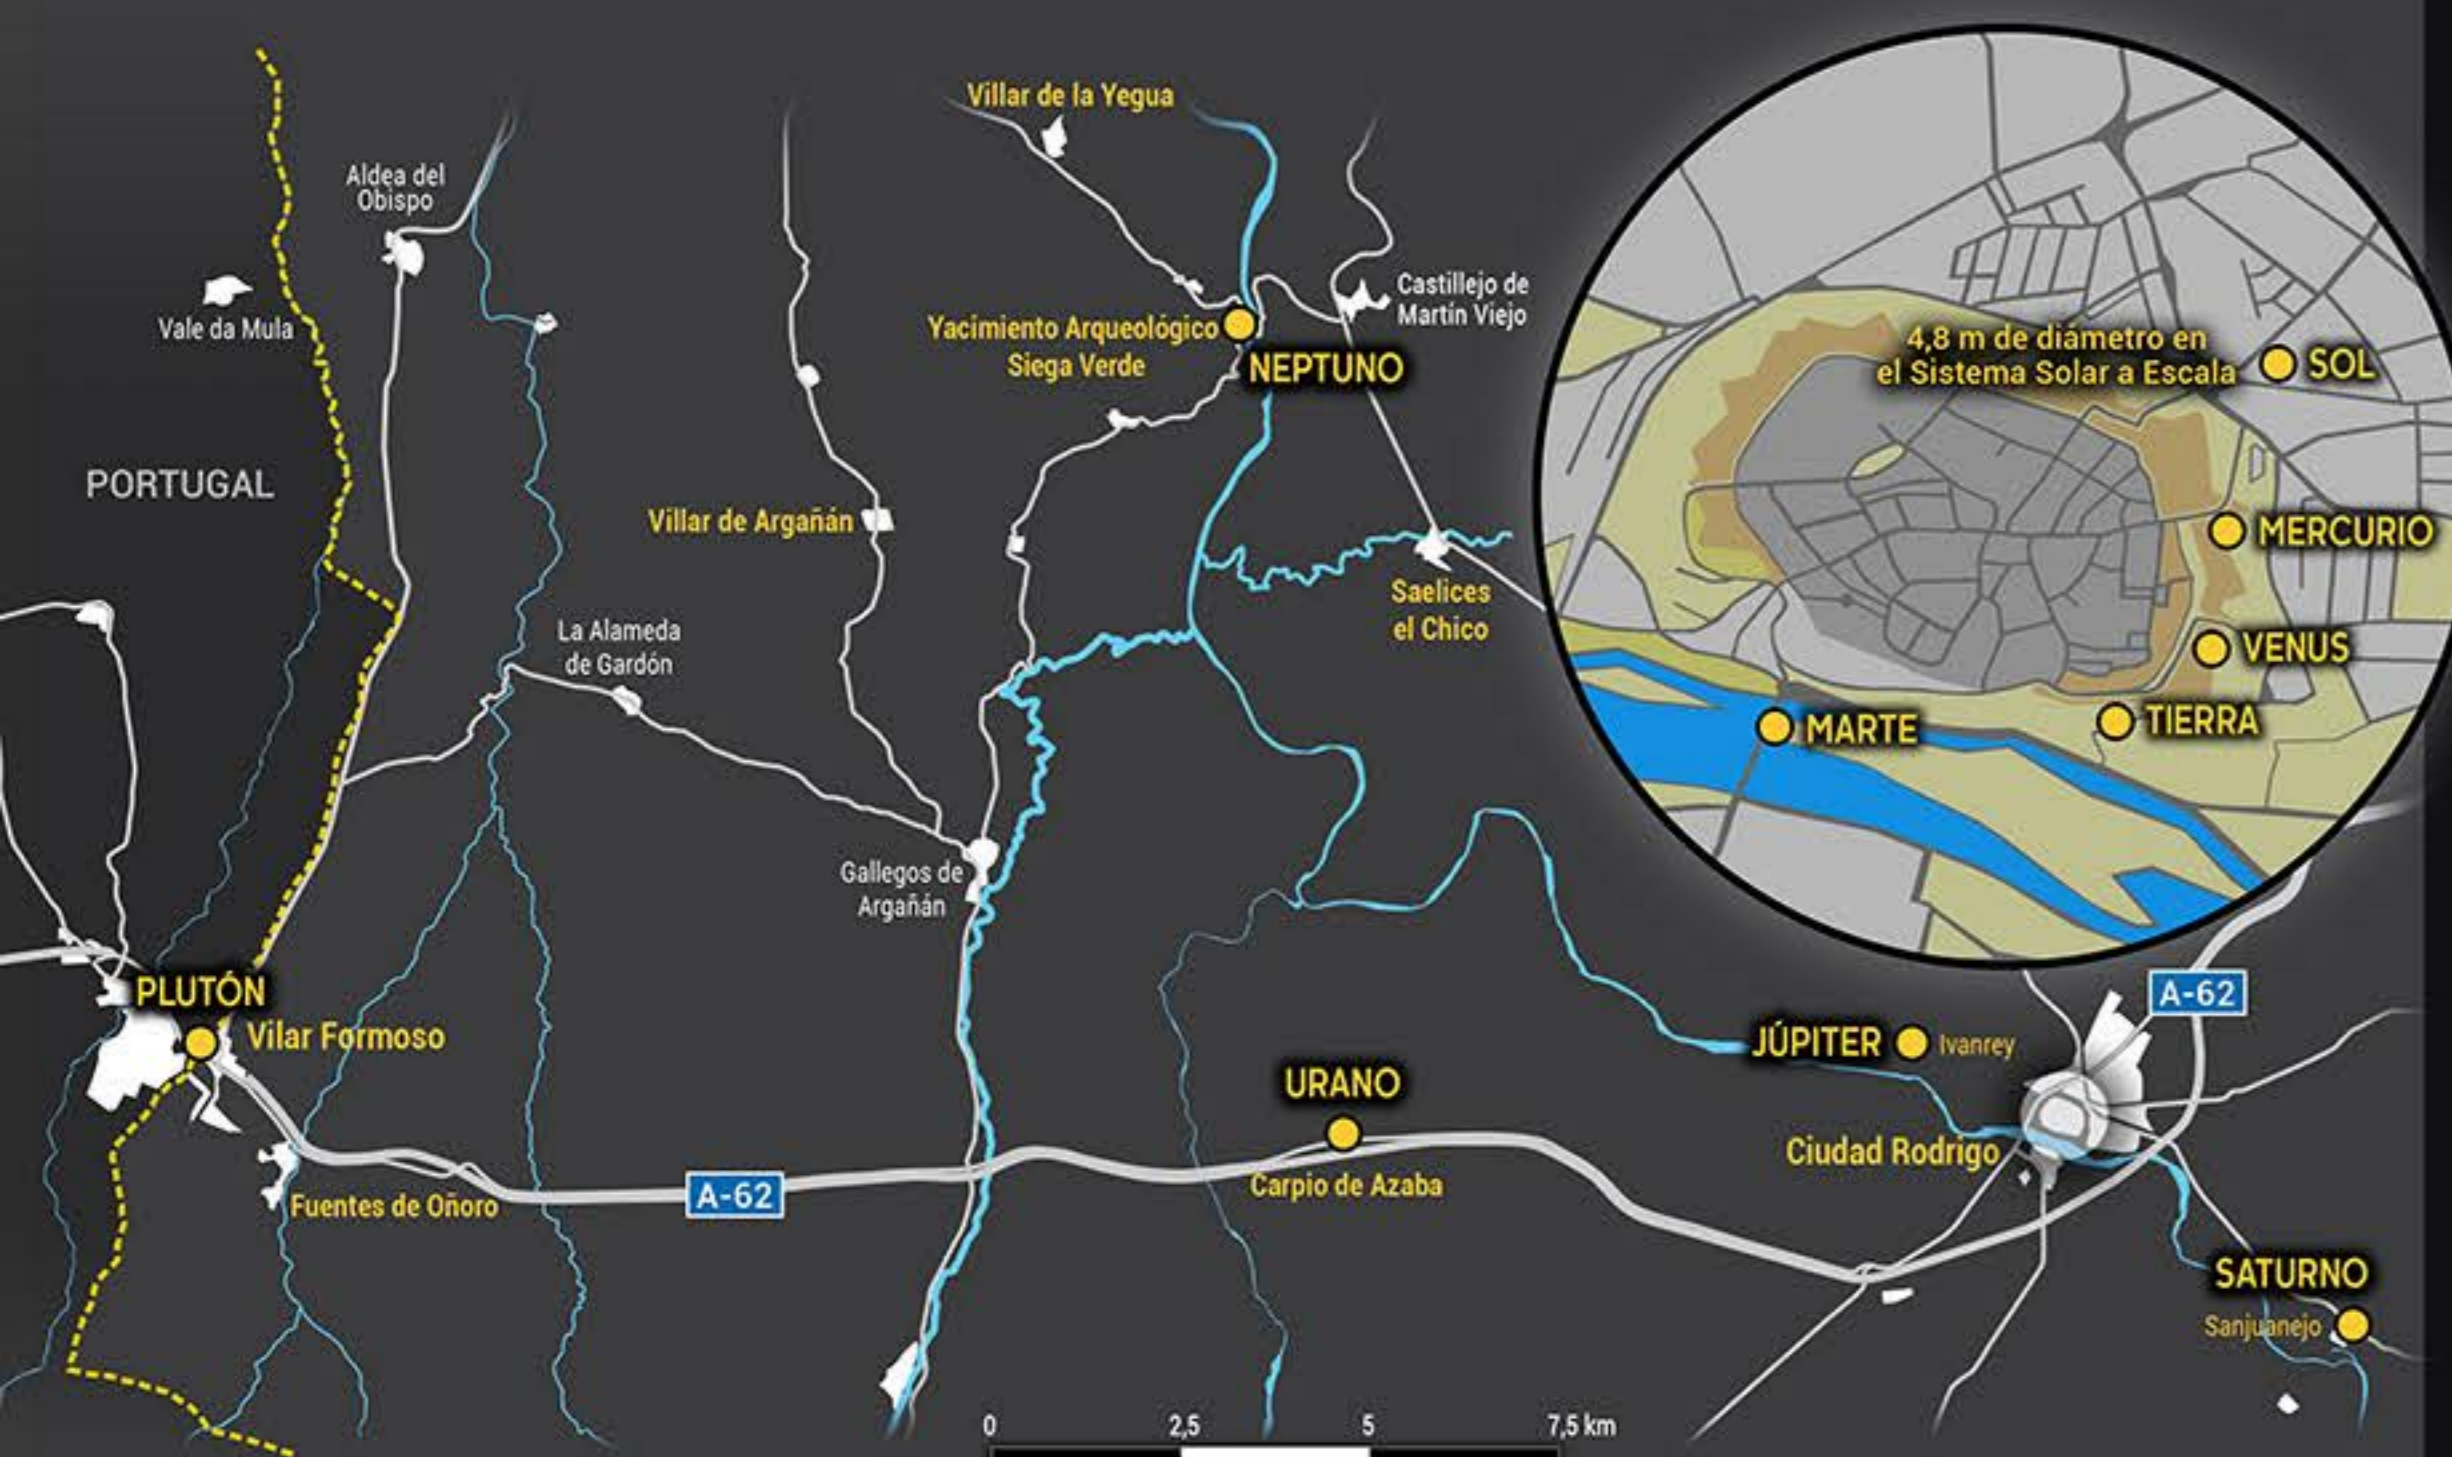 Villar de la Yegua
Aldea del
Obispo
Vale da Mula
PORTUGAL
Castillejo de
Martín Viejo
Yacimiento Arqueológico
Siega Verde
NEPTUNO
Villar de Argañán
Saelices
el Chico
La Alameda
de Gardón
Gallegos de
Argañán
4,8 m de diámetro en
el Sistema Solar a Escala
SOL
MERCURIO
VENUS
TIERRA
MARTE
PLUTÓN
Vilar Formoso
Fuentes de Oñoro
A-62
URANO
Carpio de Azaba
JÚPITER
Ivanrey
A-62
Ciudad Rodrigo
SATURNO
Sanjuanejo
0 2,5 5 7,5 km